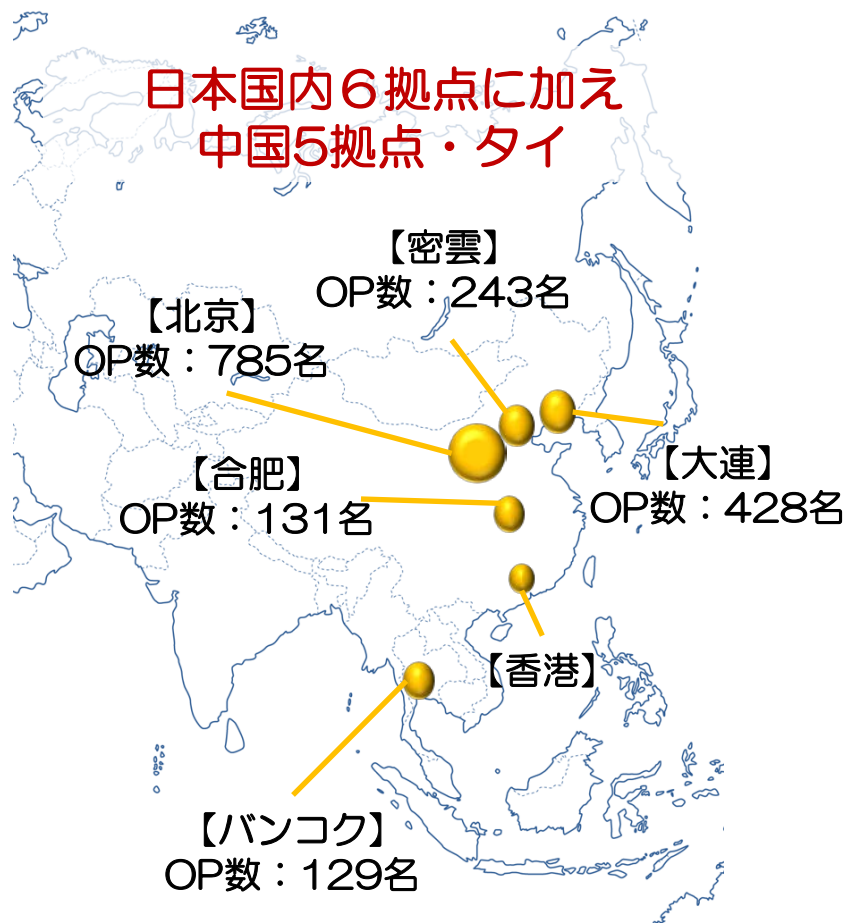 日本国内６拠点に加え
中国5拠点・タイ
【密雲】
OP数：243名
【北京】
OP数：785名
【合肥】
OP数：131名
【大連】
OP数：428名
【香港】
【バンコク】
OP数：129名